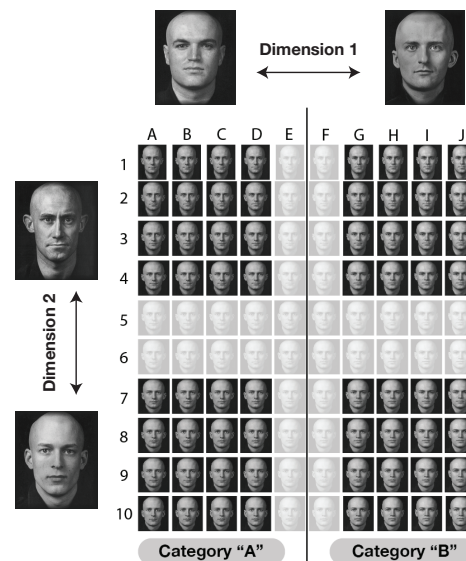 Dimension 1
A B C D E F G H I J
1
2
3
4
5
6
7
8
9
10
Dimension 2
Category “A” Category “B”